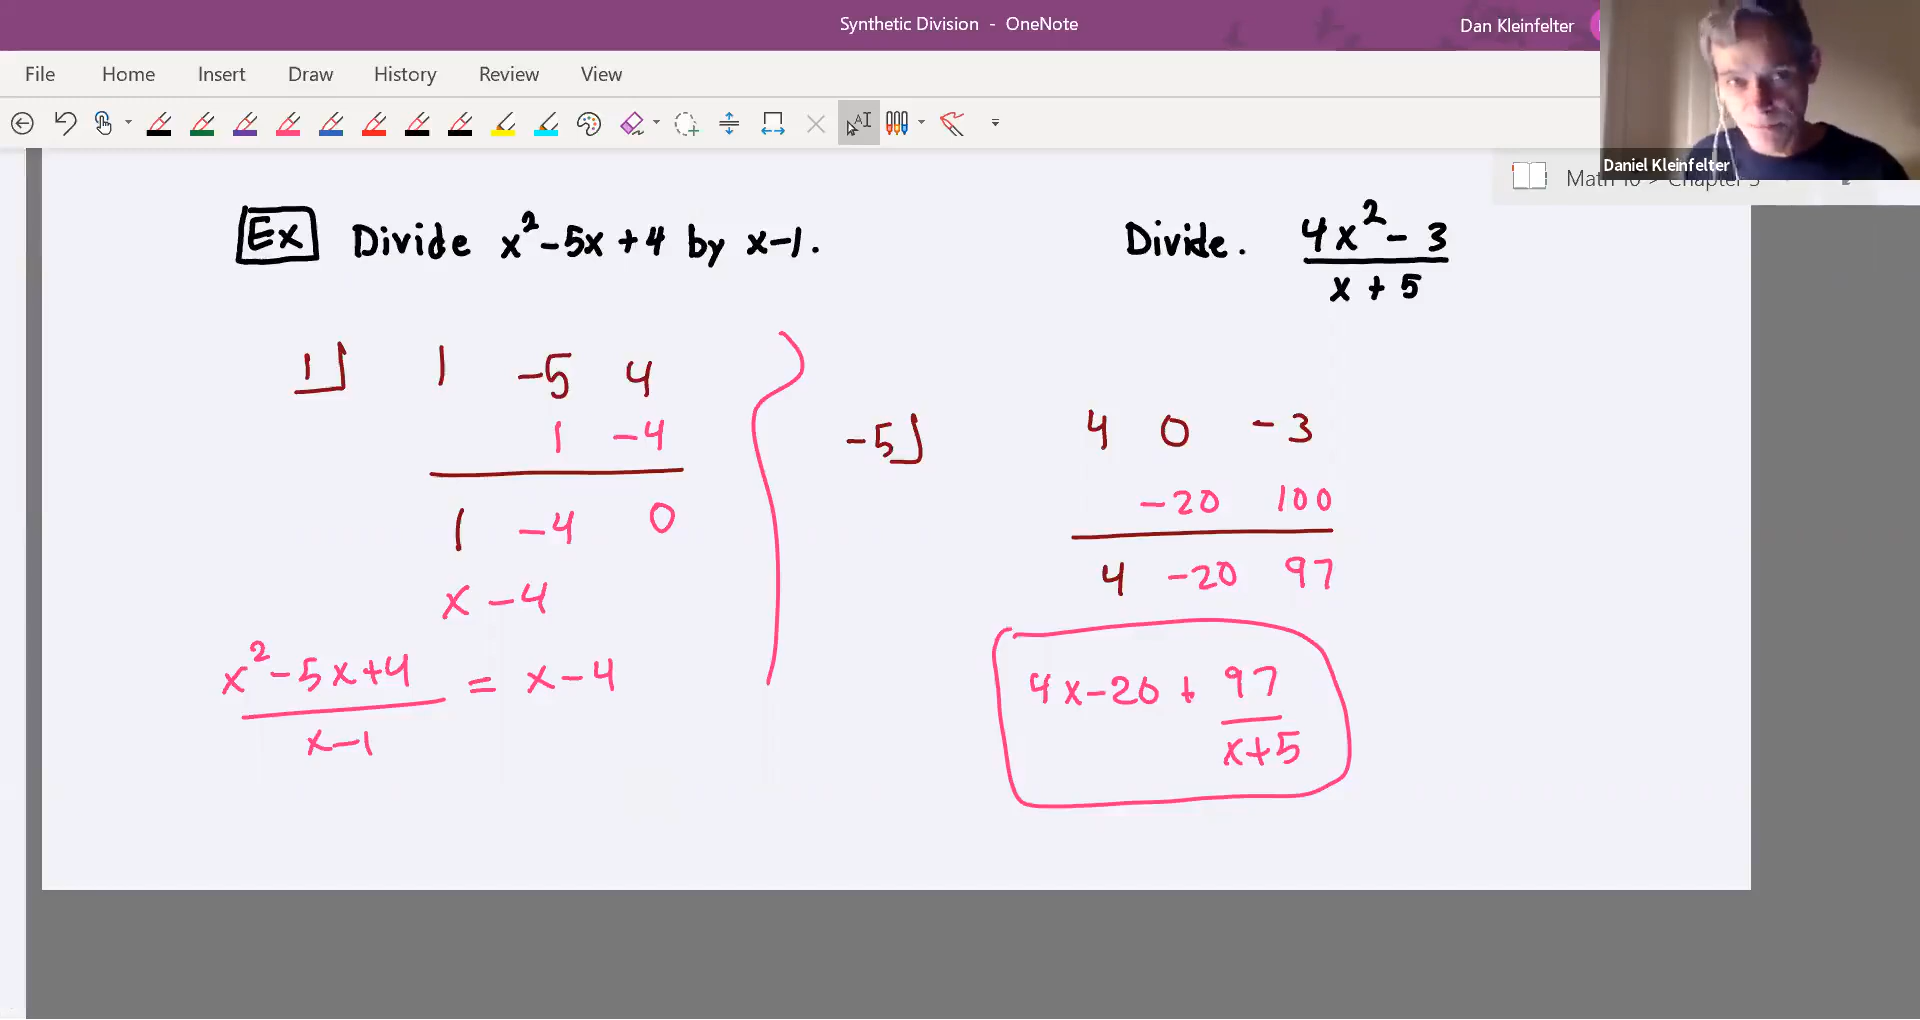 Synthetic Division - OneNote
Dan Kleinfelter
File Home Insert Draw History Review View
Daniel Kleinfelter
Ex Divide x² - 5x + 4 by x - 1.
1 1 -5 4
1 -4
1 -4 0
x - 4
x² - 5x + 4
= x - 4
x - 1
Divide. 4x² - 3
x + 5
-5 4 0 -3
-20 100
4 -20 97
4x - 20 + 97
x + 5